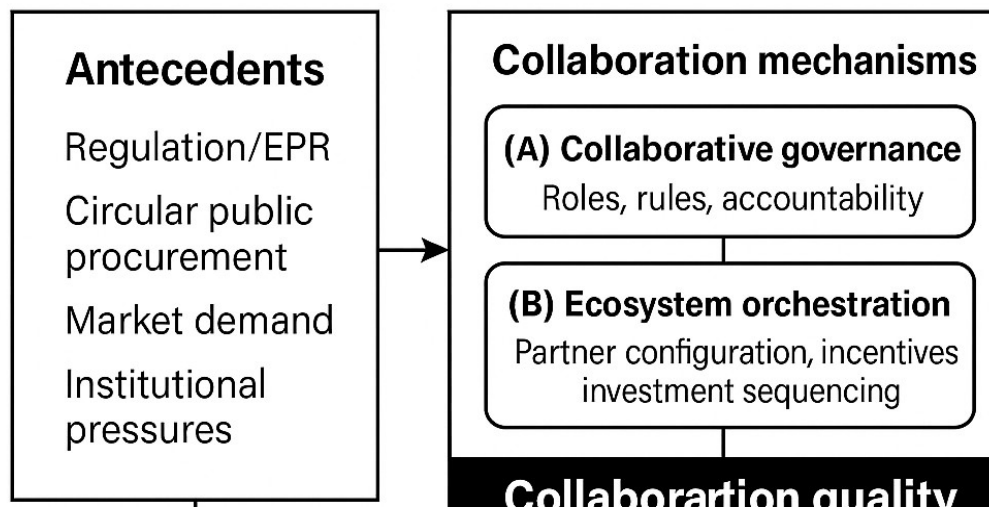 Antecedents
Regulation/EPR
Circular public
procurement
Market demand
Institutional
pressures
Collaboration mechanisms
(A) Collaborative governance
Roles, rules, accountability
(B) Ecosystem orchestration
Partner configuration, incentives
investment sequencing
Collaborartion quality